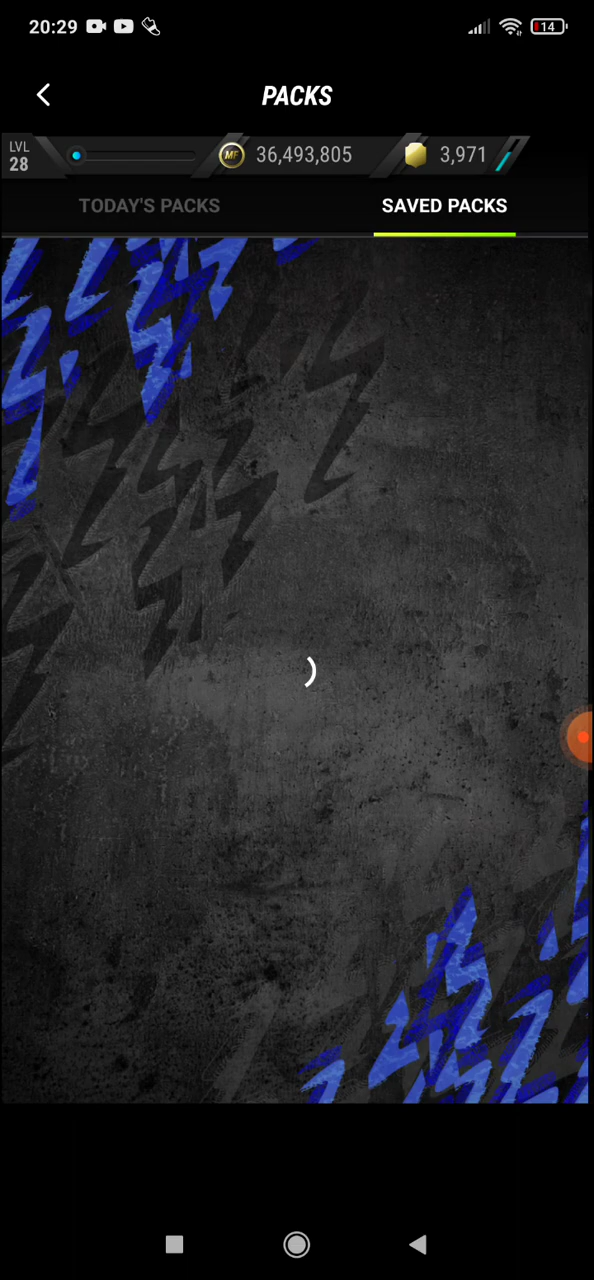 20:29
14
PACKS
LVL
28
MF
36,493,805
3,971
TODAY'S PACKS
SAVED PACKS